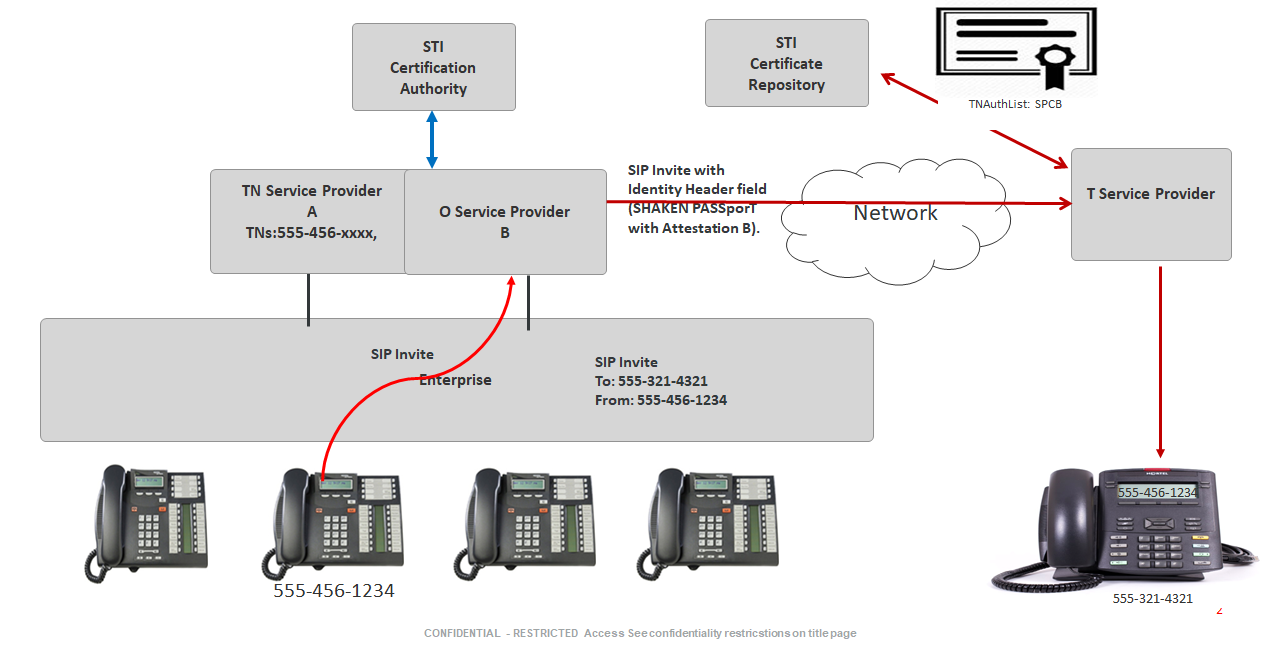 STI
Certification
Authority
STI
Certificate
Repository
TNAuthList: SPCB
TN Service Provider
A
TNs:555-456-xxxx,
O Service Provider
B
SIP Invite with
Identity Header field
(SHAKEN PASSporT
with Attestation B).
Network
T Service Provider
SIP Invite
Enterprise
SIP Invite
To: 555-321-4321
From: 555-456-1234
NORTEL
555-456-1234
555-456-1234
555-321-4321
2
CONFIDENTIAL - RESTRICTED Access See confidentiality restricstions on title page